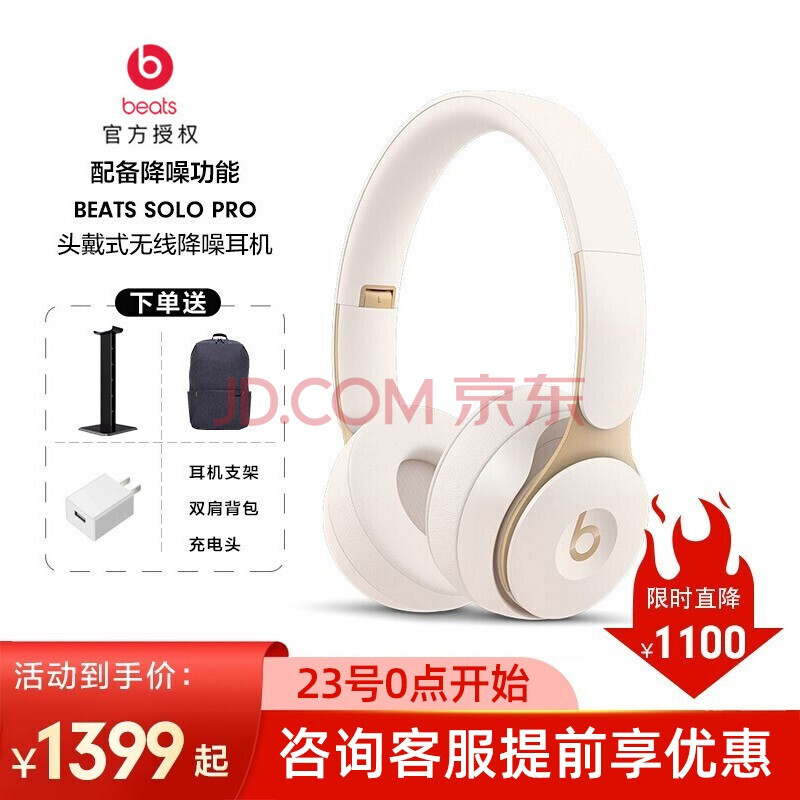 beats
官方授权
配备降噪功能
BEATS SOLO PRO
头戴式无线降噪耳机
下单送
耳机支架
双肩背包
充电头
L
JD.COM 京东
限时直降
¥1100
活动到手价：
¥1399起
23号0点开始
咨询客服提前享优惠